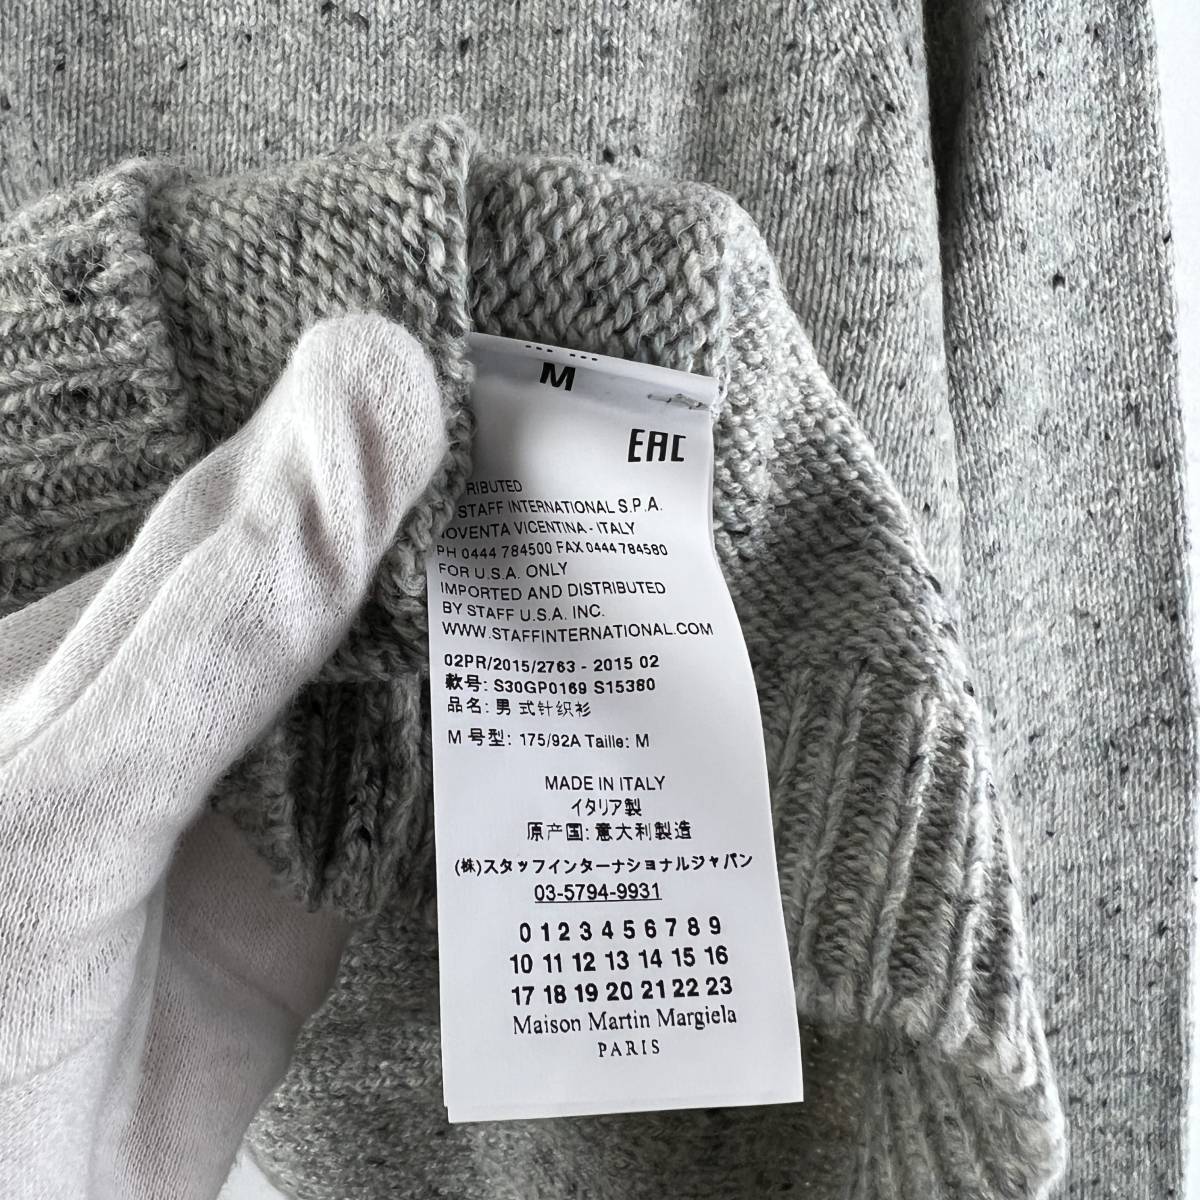 M
EAC
STAFF INTERNATIONAL S.P.A.
VICENTINA - ITALY
PH 0444 784500 FAX 0444 784580
FOR U.S.A. ONLY
IMPORTED AND DISTRIBUTED
BY STAFF U.S.A. INC.
WWW.STAFFINTERNATIONAL.COM
02PR/2015/2763 - 2015 02
款号: S30GP0169 S15380
品名: 男 式针织衫
M 号型: 175/92A Taille: M
MADE IN ITALY
イタリア製
原产国: 意大利製造
(株)スタッフインターナショナルジャパン
03-5794-9931
0 1 2 3 4 5 6 7 8 9
10 11 12 13 14 15 16
17 18 19 20 21 22 23
Maison Martin Margiela
PARIS